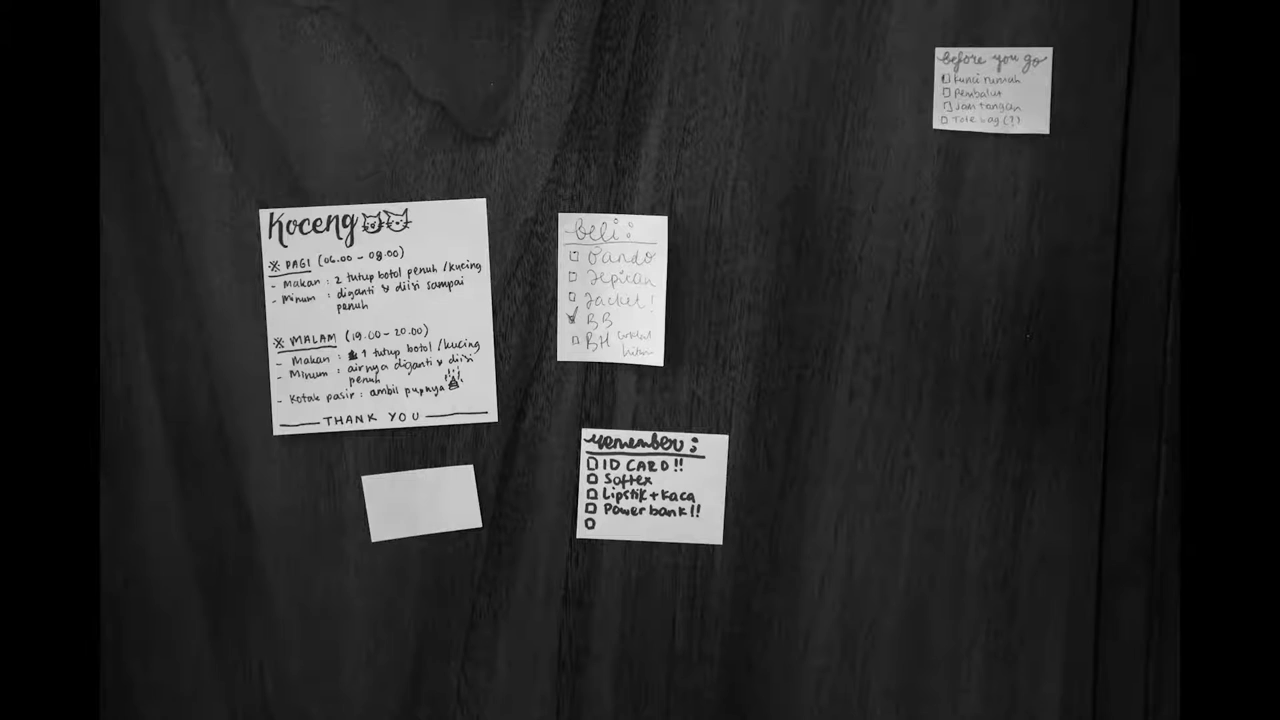 Koceng
※ PAGI (06.00 - 08.00)
- Makan : 2 tutup botol penuh /kucing
- Minum : diganti & diisi sampai
penuh
※ MALAM (19.00 - 20.00)
- Makan : 1 tutup botol /kucing
- Minum : airnya diganti & diisi
penuh
- Kotak pasir : ambil pupnya
THANK YOU
beli :
Bando
Jepitan
Jacket !
BB
BH coklat
hitam
remember :
ID CARD !!
Softex
Lipstik + Kaca
Power bank !!
before you go
Kunci rumah
Pembalut
Jam tangan
Tote bag (?)